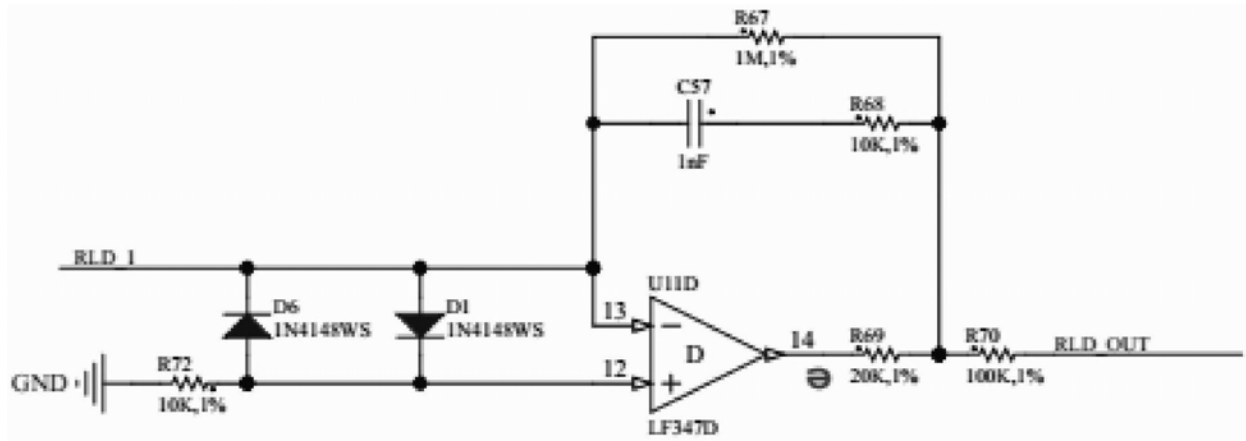 R67
1M,1%
C57
R68
1nF
10K,1%
RLD_1
U11D
D6
1N4148WS
D1
1N4148WS
13
−
D
14
R69
R70
RLD_OUT
R72
12
+
20K,1%
100K,1%
GND
10K,1%
LF347D